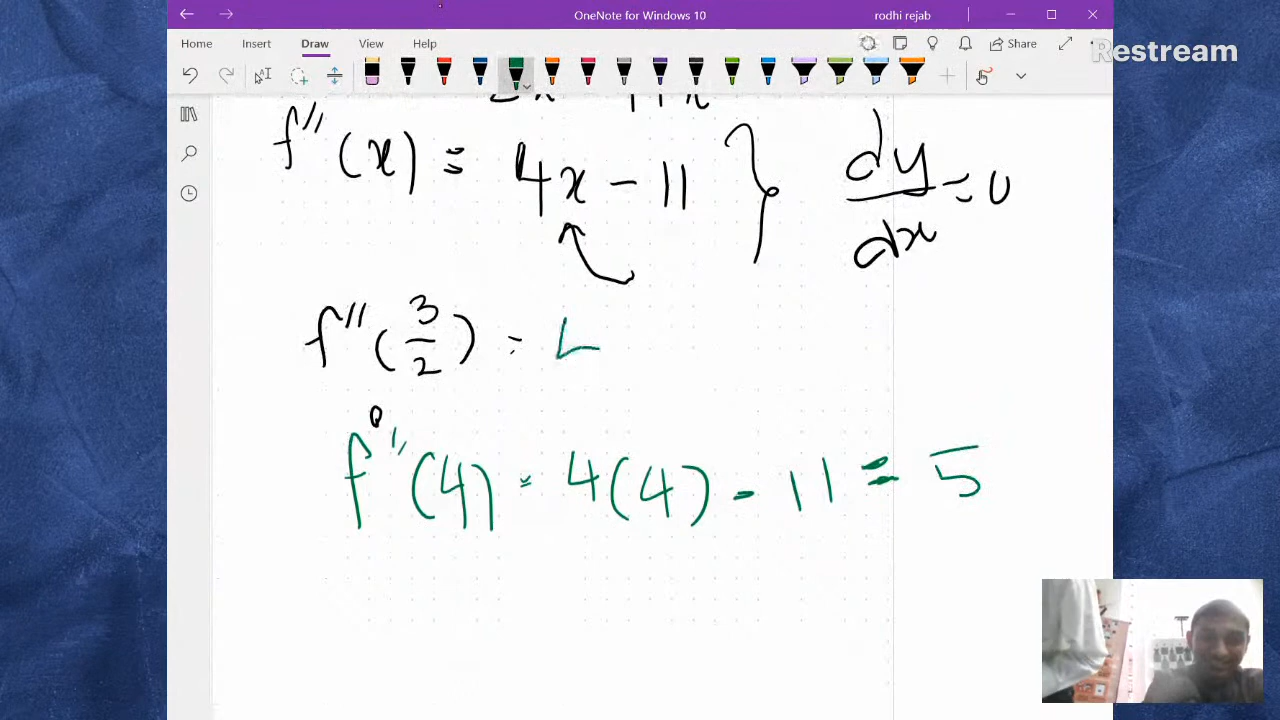 OneNote for Windows 10
rodhi rejab
Home Insert Draw View Help
Share
Restream
f''(x) = 4x - 11 } dy/dx = 0
f''(3/2) = L
f''(4) = 4(4) - 11 = 5